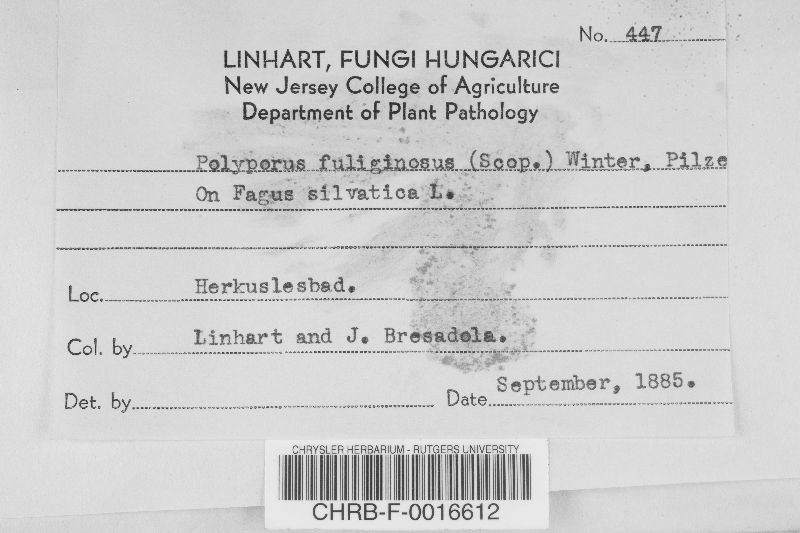 No. 447
LINHART, FUNGI HUNGARICI
New Jersey College of Agriculture
Department of Plant Pathology
Polyporus fuliginosus (Scop.) Winter, Pilze
On Fagus silvatica L.
Loc. Herkuslesbad.
Col. by Linhart and J. Bresadola.
Det. by Date September, 1885.
CHRYSLER HERBARIUM - RUTGERS UNIVERSITY
CHRB-F-0016612